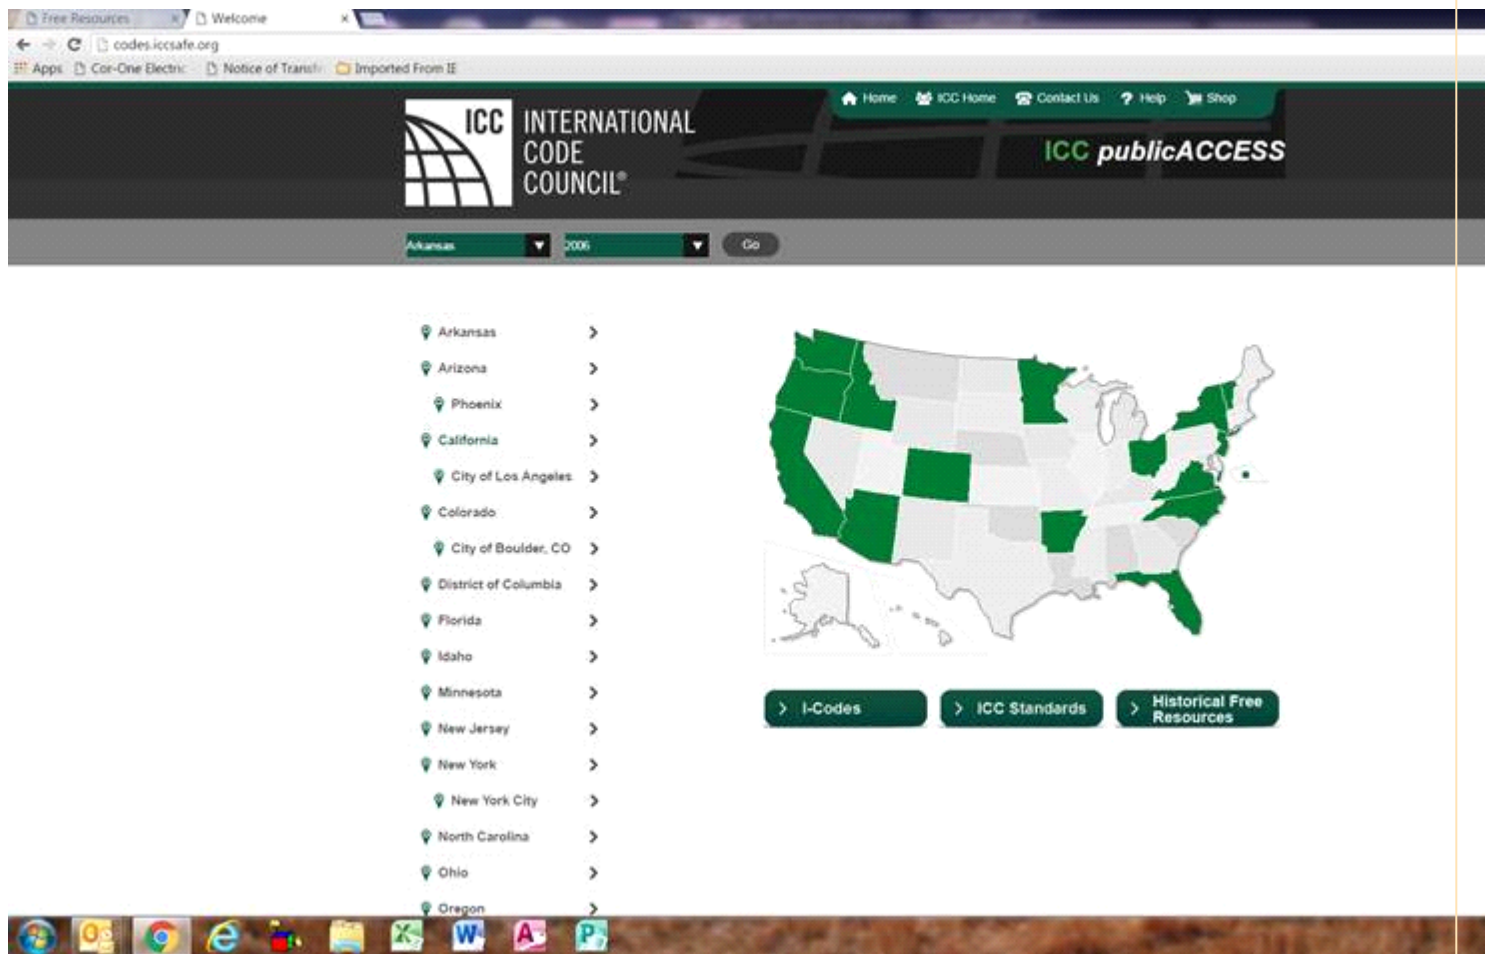 Free Resources
Welcome
codes.iccsafe.org
Apps
Cor-One Electric
Notice of Transf
Imported From IE
Home
ICC Home
Contact Us
? Help
Shop
ICC
INTERNATIONAL
CODE
COUNCIL®
ICC publicACCESS
Arkansas
2006
Go
Arkansas
Arizona
Phoenix
California
City of Los Angeles
Colorado
City of Boulder, CO
District of Columbia
Florida
Idaho
Minnesota
New Jersey
New York
New York City
North Carolina
Ohio
Oregon
I-Codes
ICC Standards
Historical Free
Resources